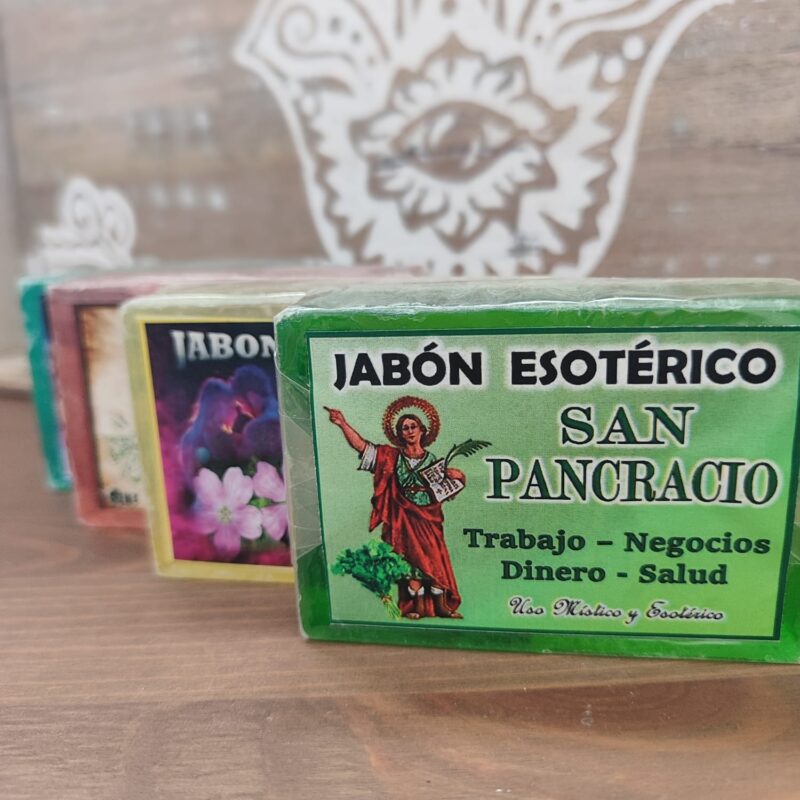 JABÓN ESOTÉRICO
SAN
PANCRACIO
Trabajo – Negocios
Dinero - Salud
Uso Místico y Esotérico
JABON